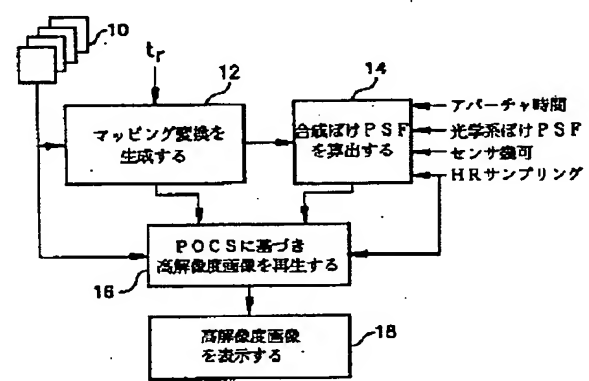 10
tr
12
14
マッピング変換を
生成する
合成ぼけPSF
を算出する
アパーチャ時間
光学系ぼけPSF
センサ幾可
HRサンプリング
POCSに基づき
高解像度画像を再生する
16
高解像度画像
を表示する
18